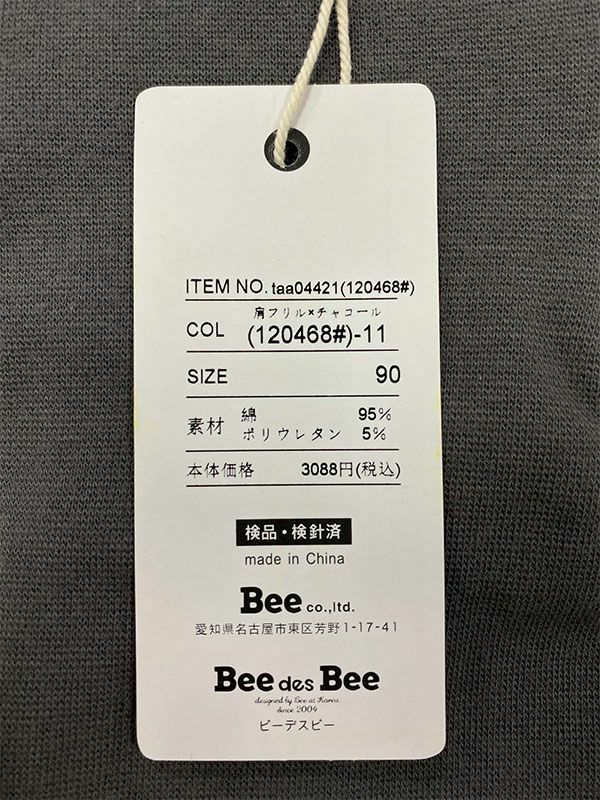 ITEM NO. taa04421(120468#)
肩フリル×チャコール
COL (120468#)-11
SIZE 90
素材 綿 95%
ポリウレタン 5%
本体価格 3088円(税込)
検品・検針済
made in China
Bee co.,ltd.
愛知県名古屋市東区芳野1-17-41
Bee des Bee
designed by Bee at Korea
since 2004
ビーデスビー